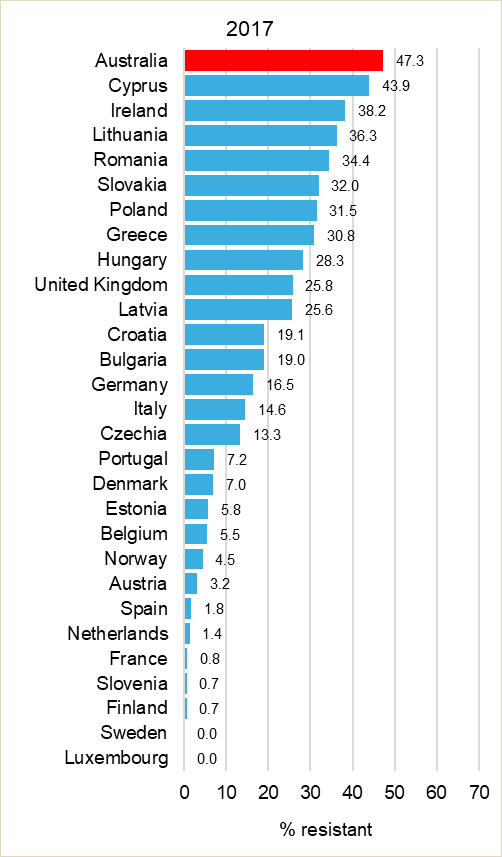 2017
Australia 47.3
Cyprus 43.9
Ireland 38.2
Lithuania 36.3
Romania 34.4
Slovakia 32.0
Poland 31.5
Greece 30.8
Hungary 28.3
United Kingdom 25.8
Latvia 25.6
Croatia 19.1
Bulgaria 19.0
Germany 16.5
Italy 14.6
Czechia 13.3
Portugal 7.2
Denmark 7.0
Estonia 5.8
Belgium 5.5
Norway 4.5
Austria 3.2
Spain 1.8
Netherlands 1.4
France 0.8
Slovenia 0.7
Finland 0.7
Sweden 0.0
Luxembourg 0.0
0 10 20 30 40 50 60 70
% resistant